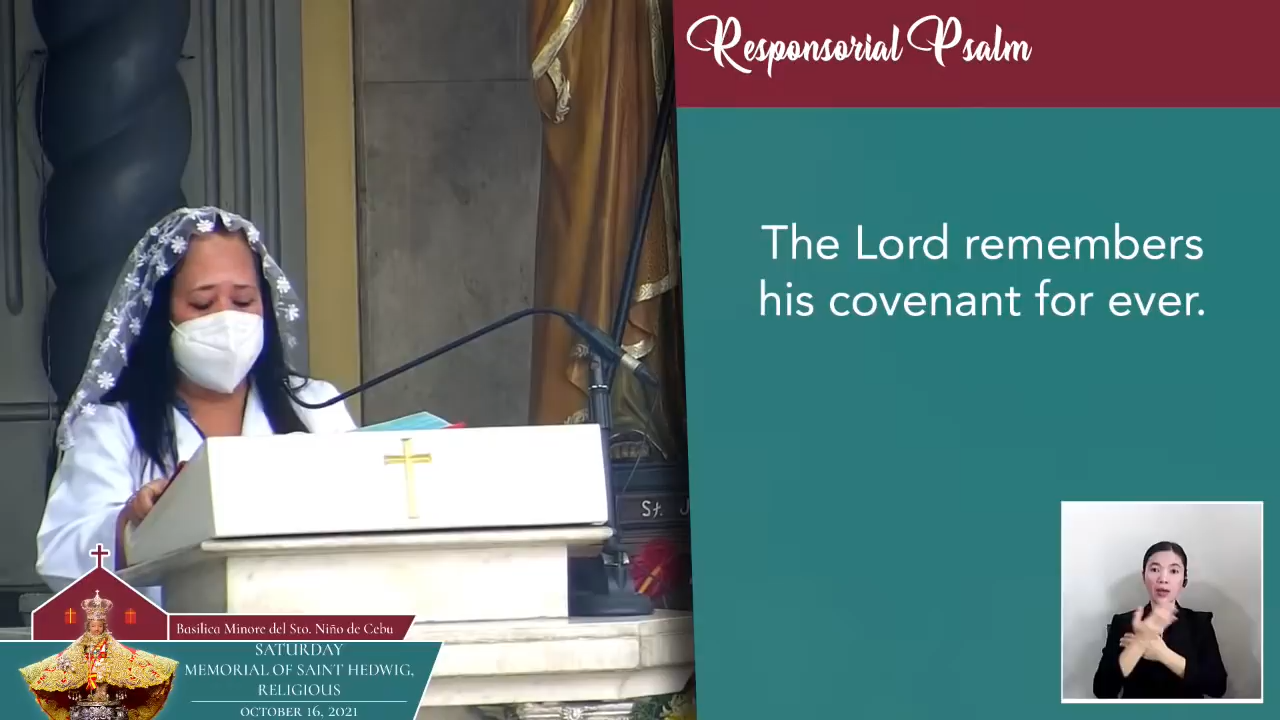 Responsorial Psalm
The Lord remembers
his covenant for ever.
St. J
Basilica Minore del Sto. Niño de Cebu
SATURDAY
MEMORIAL OF SAINT HEDWIG,
RELIGIOUS
OCTOBER 16, 2021